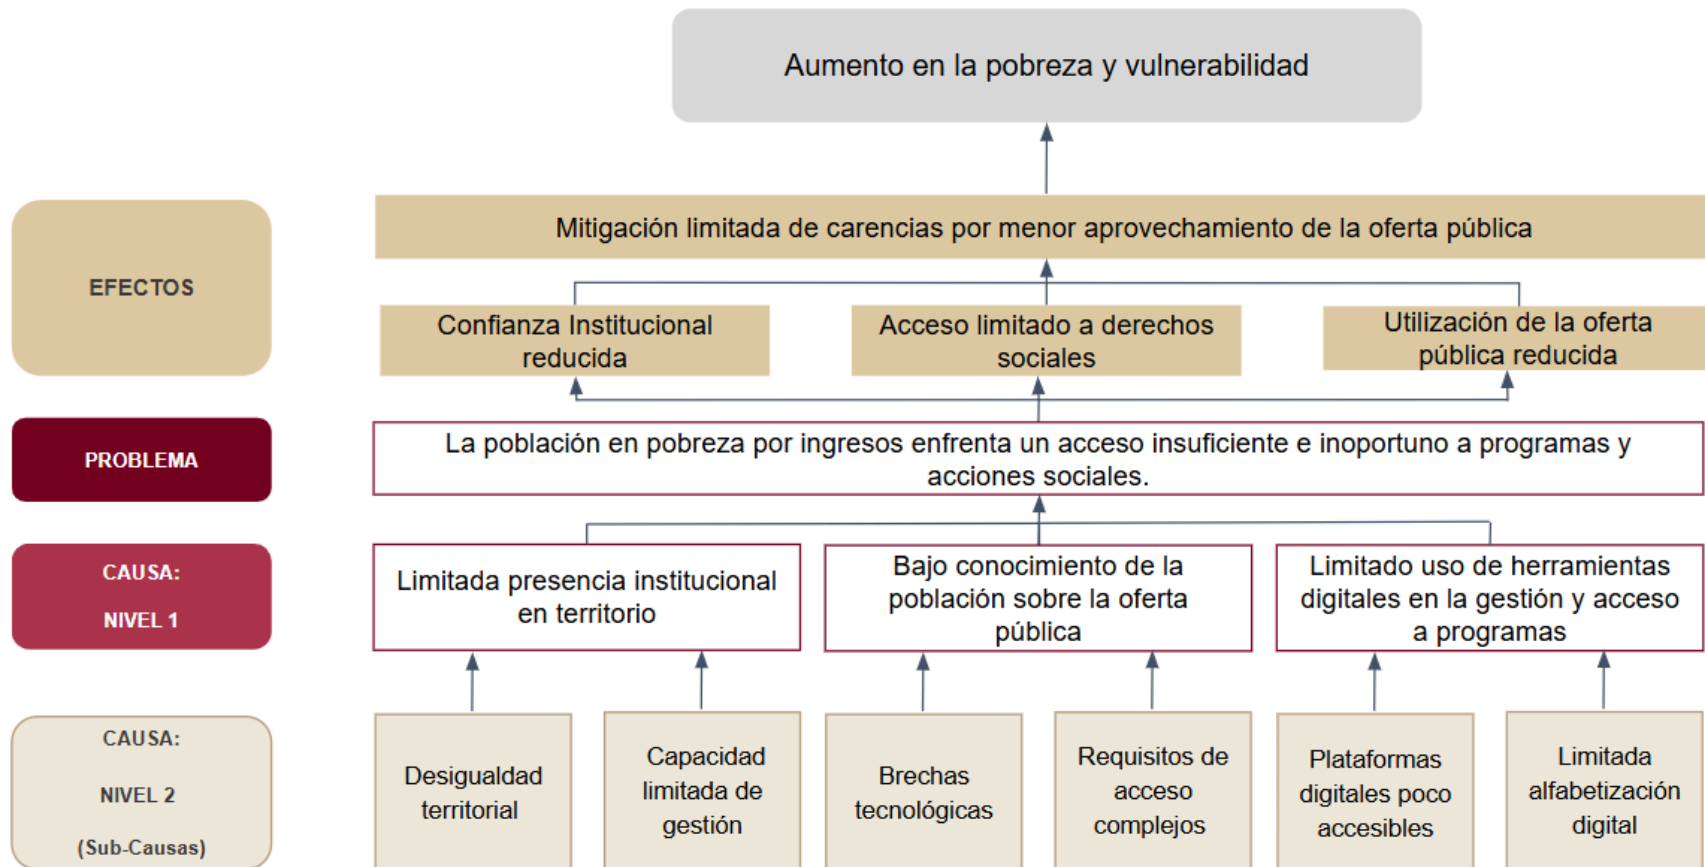 Aumento en la pobreza y vulnerabilidad
EFECTOS
Mitigación limitada de carencias por menor aprovechamiento de la oferta pública
Confianza Institucional
reducida
Acceso limitado a derechos
sociales
Utilización de la oferta
pública reducida
PROBLEMA
La población en pobreza por ingresos enfrenta un acceso insuficiente e inoportuno a programas y
acciones sociales.
CAUSA:
NIVEL 1
Limitada presencia institucional
en territorio
Bajo conocimiento de la
población sobre la oferta
pública
Limitado uso de herramientas
digitales en la gestión y acceso
a programas
CAUSA:
NIVEL 2
(Sub-Causas)
Desigualdad
territorial
Capacidad
limitada de
gestión
Brechas
tecnológicas
Requisitos de
acceso
complejos
Plataformas
digitales poco
accesibles
Limitada
alfabetización
digital